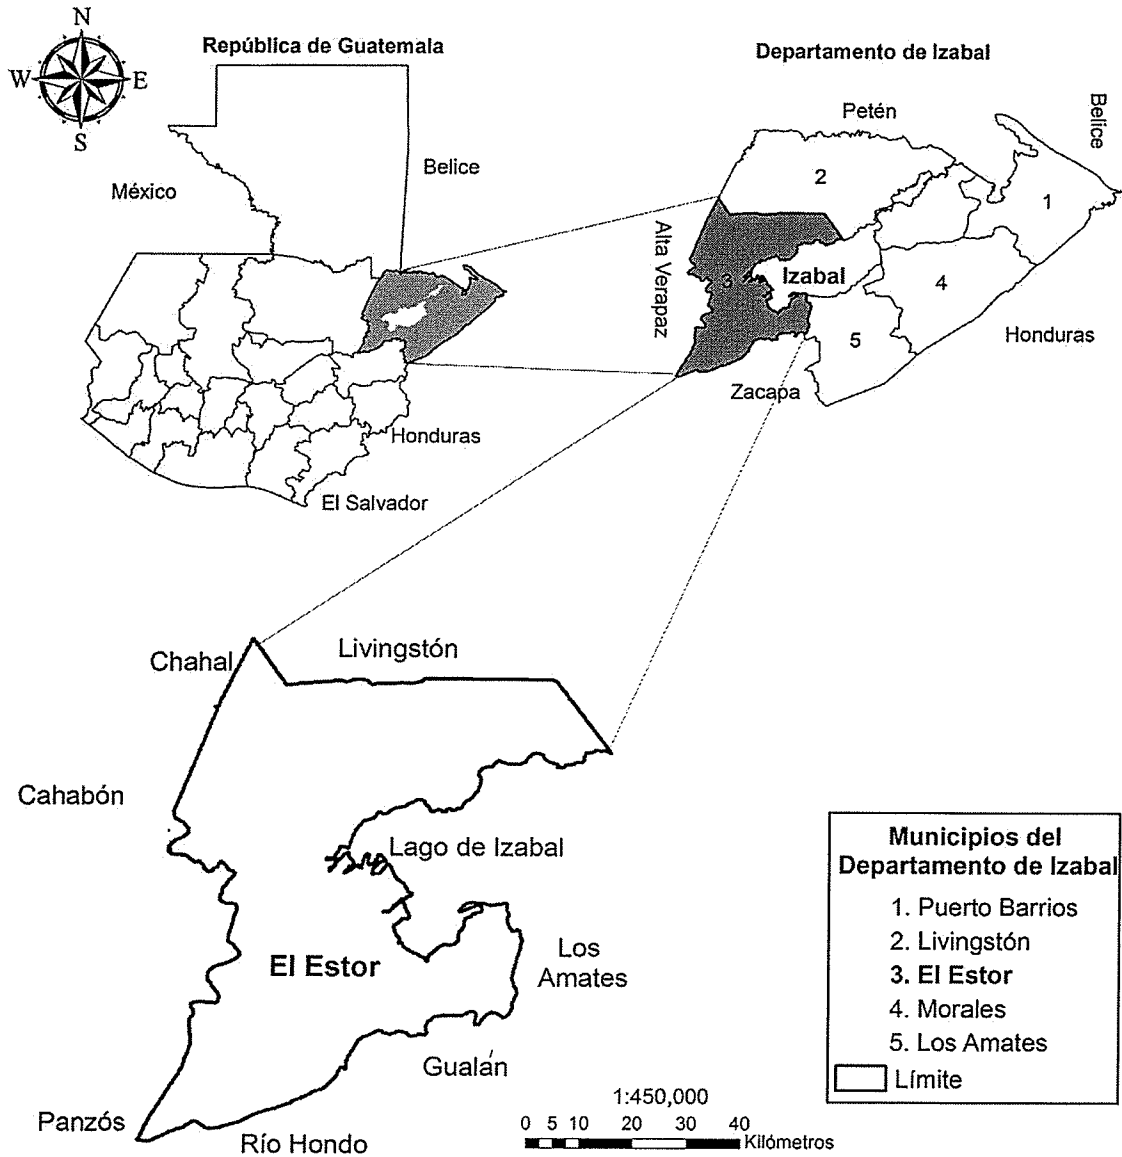 N
W E
S
República de Guatemala
México
Belice
Honduras
El Salvador
Departamento de Izabal
Petén
Belice
Alta Verapaz
2
1
3
Izabal
4
5
Honduras
Zacapa
Chahal
Livingstón
Cahabón
Lago de Izabal
El Estor
Los
Amates
Gualán
Panzós
Río Hondo
Municipios del
Departamento de Izabal
1. Puerto Barrios
2. Livingstón
3. El Estor
4. Morales
5. Los Amates
Límite
1:450,000
0 5 10 20 30 40
Kilómetros